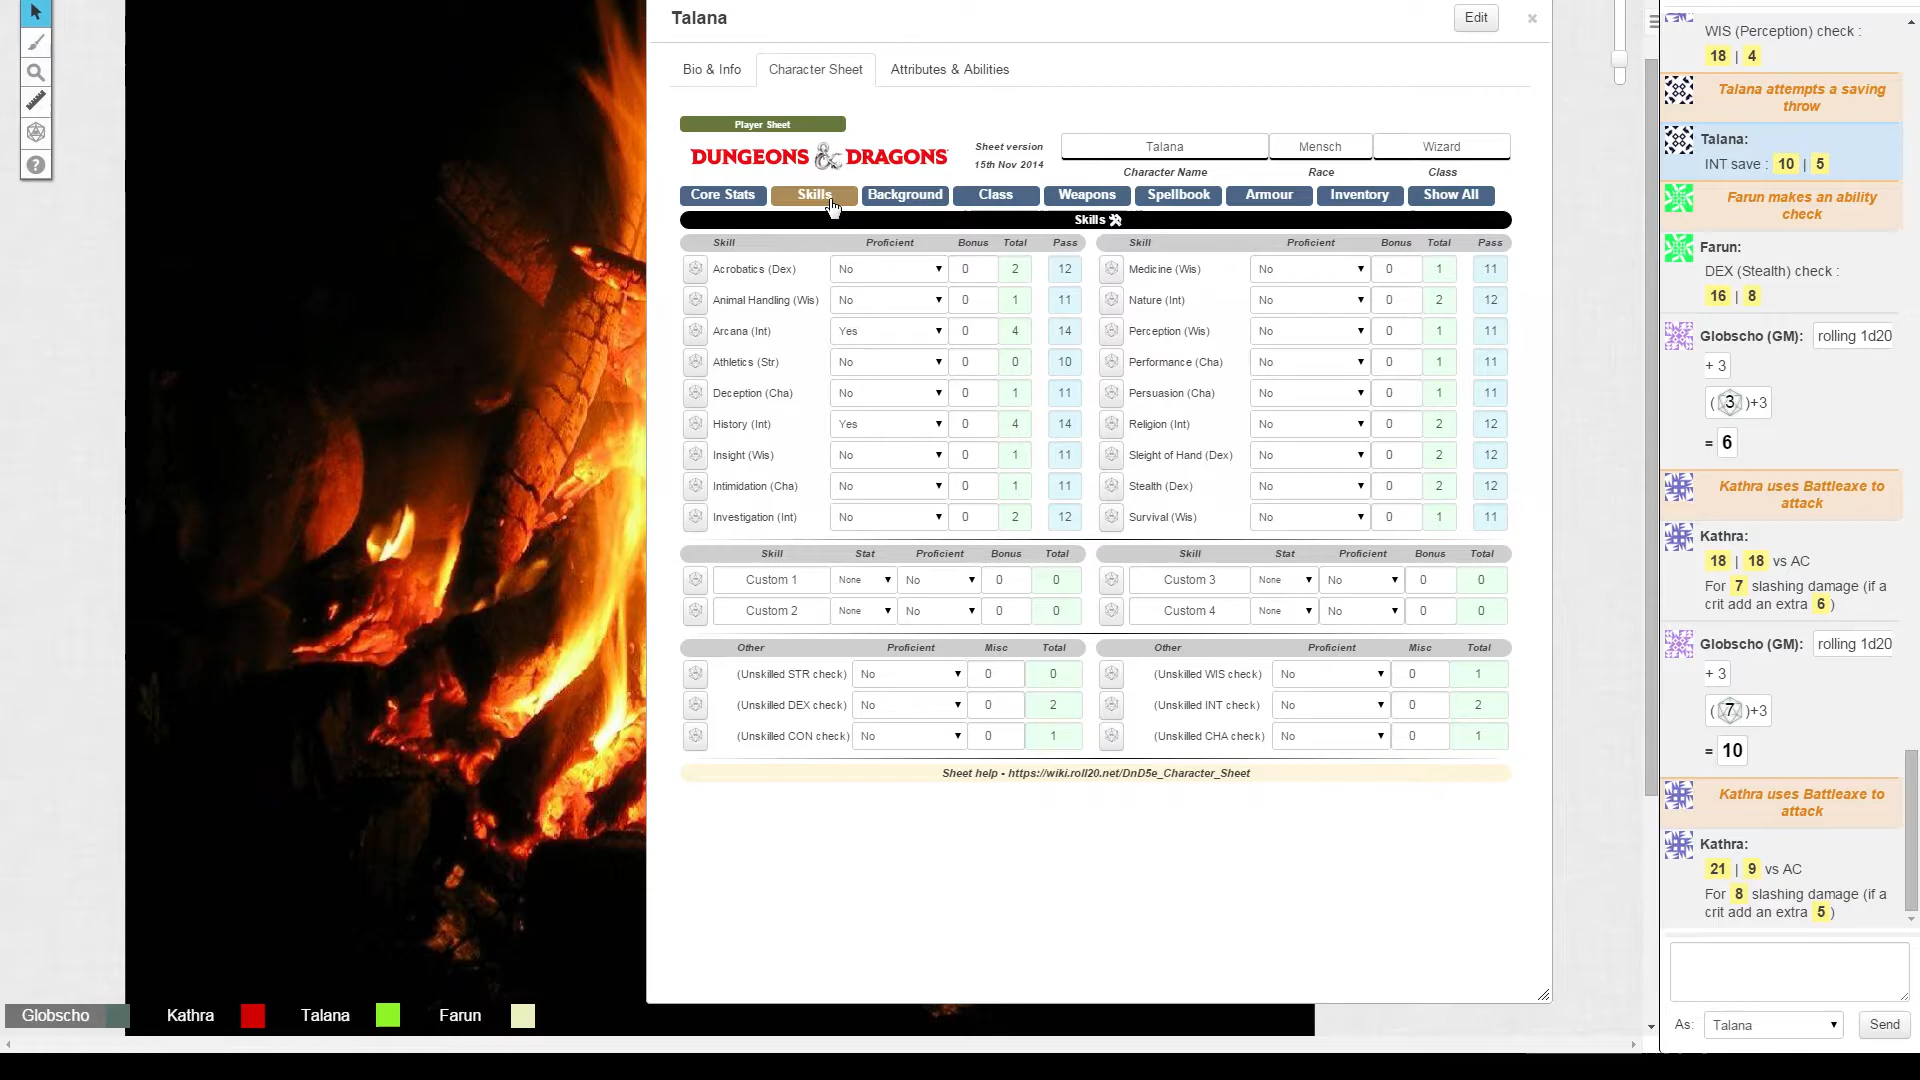 Talana
Edit
×
Bio & Info
Character Sheet
Attributes & Abilities
Player Sheet
DUNGEONS & DRAGONS
Sheet version
15th Nov 2014
Talana
Mensch
Wizard
Character Name
Race
Class
Core Stats
Skills
Background
Class
Weapons
Spellbook
Armour
Inventory
Show All
Skills
Skill Proficient Bonus Total Pass
Acrobatics (Dex) No 0 2 12
Animal Handling (Wis) No 0 1 11
Arcana (Int) Yes 0 4 14
Athletics (Str) No 0 0 10
Deception (Cha) No 0 1 11
History (Int) Yes 0 4 14
Insight (Wis) No 0 1 11
Intimidation (Cha) No 0 1 11
Investigation (Int) No 0 2 12
Skill Proficient Bonus Total Pass
Medicine (Wis) No 0 1 11
Nature (Int) No 0 2 12
Perception (Wis) No 0 1 11
Performance (Cha) No 0 1 11
Persuasion (Cha) No 0 1 11
Religion (Int) No 0 2 12
Sleight of Hand (Dex) No 0 2 12
Stealth (Dex) No 0 2 12
Survival (Wis) No 0 1 11
Skill Stat Proficient Bonus Total
Custom 1 None No 0 0
Custom 2 None No 0 0
Skill Stat Proficient Bonus Total
Custom 3 None No 0 0
Custom 4 None No 0 0
Other Proficient Misc Total
(Unskilled STR check) No 0 0
(Unskilled DEX check) No 0 2
(Unskilled CON check) No 0 1
Other Proficient Misc Total
(Unskilled WIS check) No 0 1
(Unskilled INT check) No 0 2
(Unskilled CHA check) No 0 1
Sheet help - https://wiki.roll20.net/DnD5e_Character_Sheet
WIS (Perception) check :
18 | 4
Talana attempts a saving
throw
Talana:
INT save : 10 | 5
Farun makes an ability
check
Farun:
DEX (Stealth) check :
16 | 8
Globscho (GM): rolling 1d20
+ 3
(3)+3
= 6
Kathra uses Battleaxe to
attack
Kathra:
18 | 18 vs AC
For 7 slashing damage (if a
crit add an extra 6 )
Globscho (GM): rolling 1d20
+ 3
(7)+3
= 10
Kathra uses Battleaxe to
attack
Kathra:
21 | 9 vs AC
For 8 slashing damage (if a
crit add an extra 5 )
As: Talana
Send
Globscho
Kathra
Talana
Farun